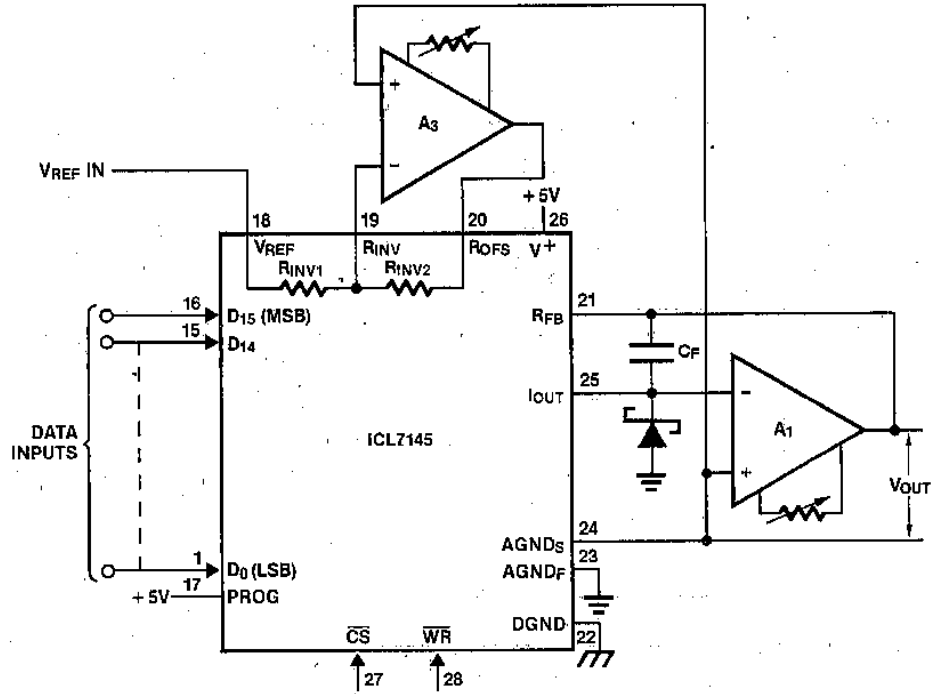 A3
+
−
VREF IN
+5V
18
19
20
26
VREF
RINV
ROFS
V+
RINV1
RINV2
16
D15 (MSB)
15
D14
RFB
21
CF
IOUT
25
−
+
A1
DATA
INPUTS
ICL7145
VOUT
AGNDS
24
AGNDF
23
1
D0 (LSB)
17
+5V
PROG
DGND
22
CS
WR
27
28